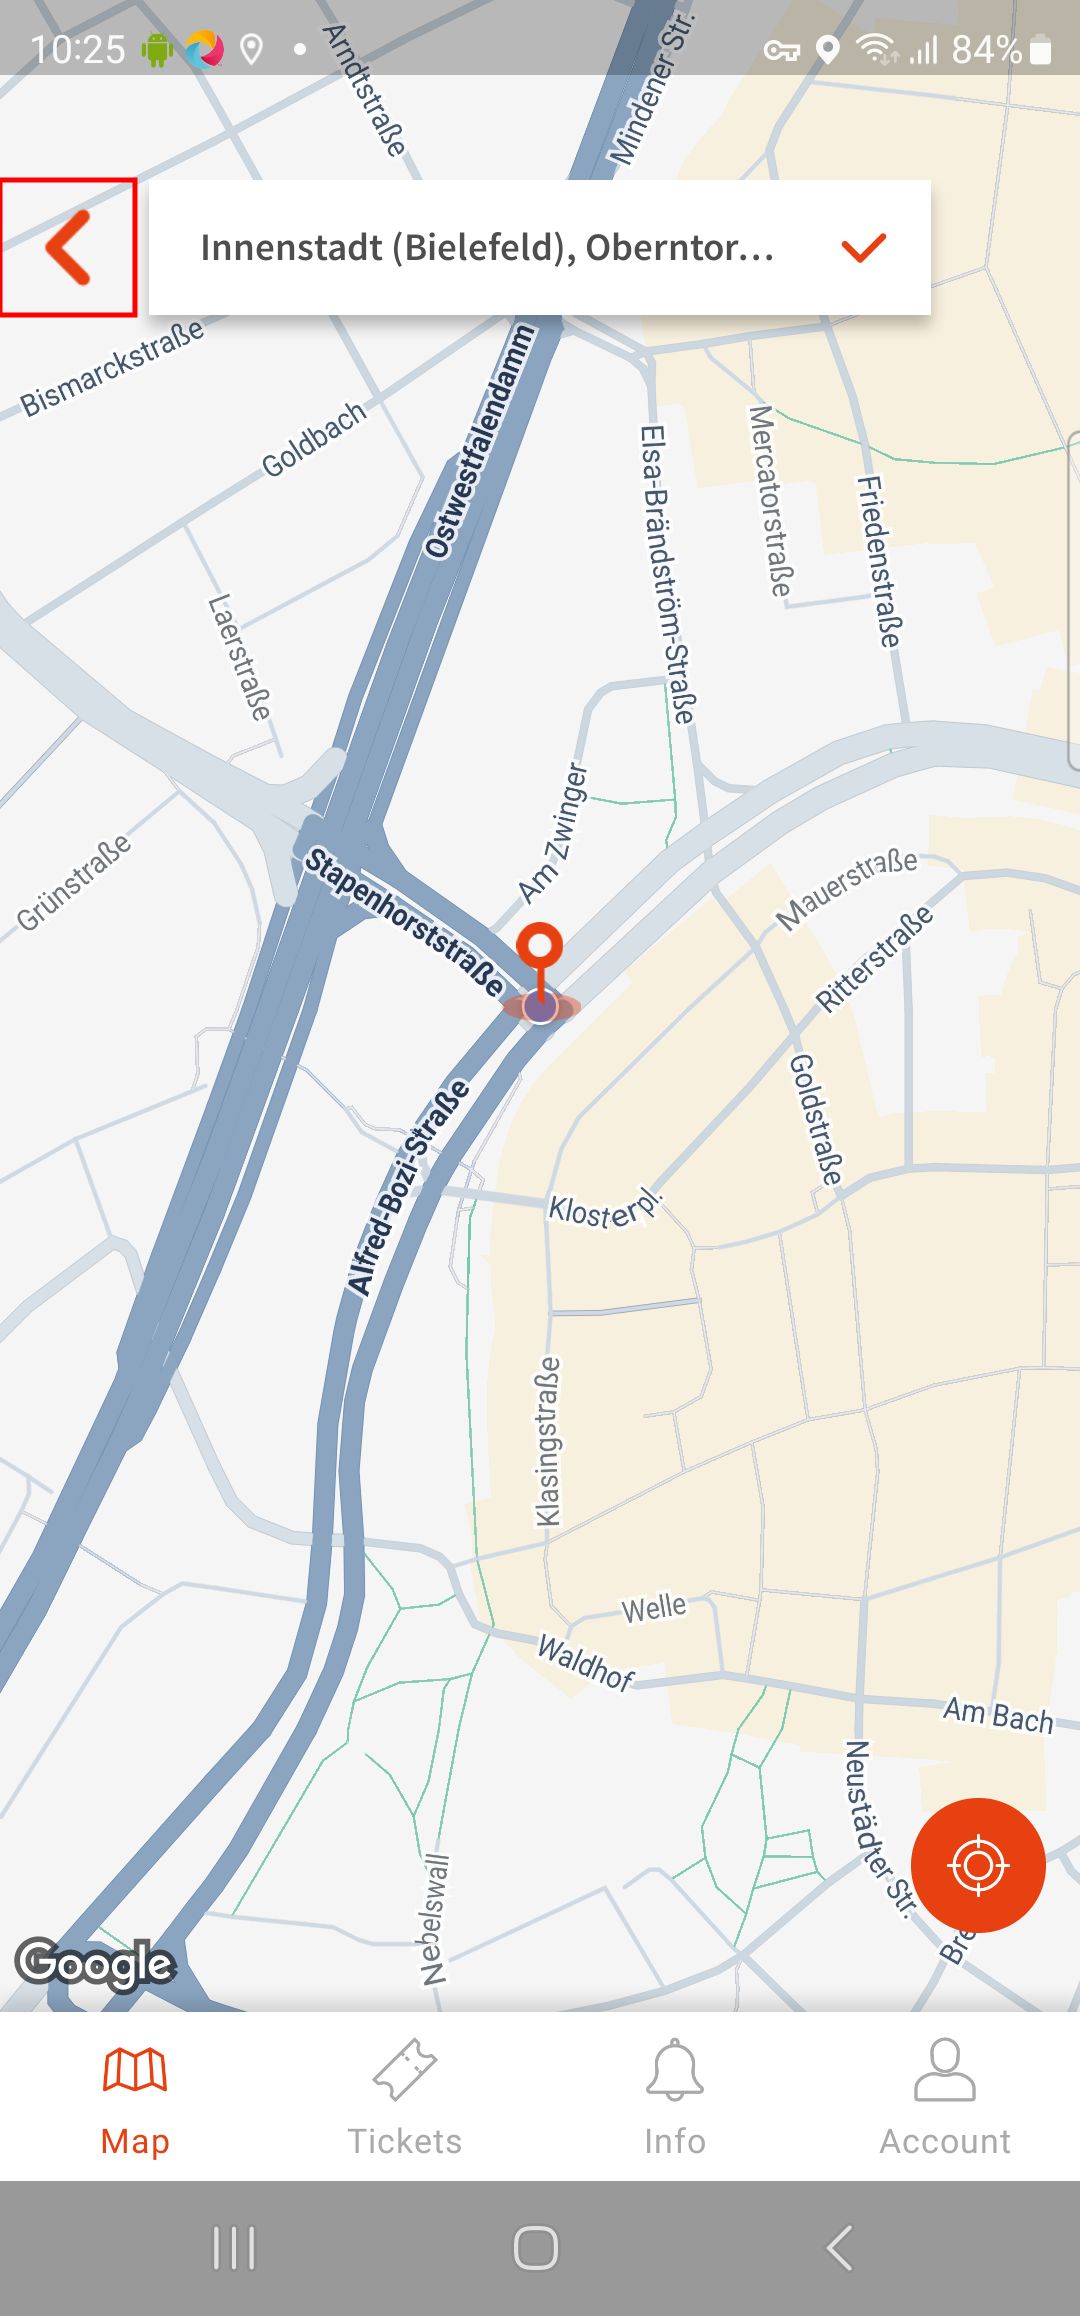 10:25
84%
Arndtstraße
Mindener Str.
Innenstadt (Bielefeld), Oberntor...
Bismarckstraße
Goldbach
Ostwestfalendamm
Elsa-Brändström-Straße
Mercatorstraße
Friedenstraße
Laerstraße
Am Zwinger
Grünstraße
Stapenhorststraße
Mauerstraße
Ritterstraße
Goldstraße
Alfred-Bozi-Straße
Klosterpl.
Klasingstraße
Welle
Waldhof
Am Bach
Neustädter Str.
Nebelswall
Bre
Google
Map
Tickets
Info
Account